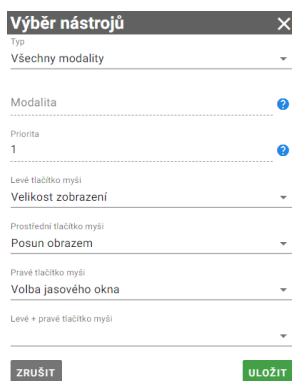 Výběr nástrojů
Typ
Všechny modality
Modalita
?
Priorita
1
?
Levé tlačítko myši
Velikost zobrazení
Prostřední tlačítko myši
Posun obrazem
Pravé tlačítko myši
Volba jasového okna
Levé + pravé tlačítko myši
ZRUŠIT
ULOŽIT